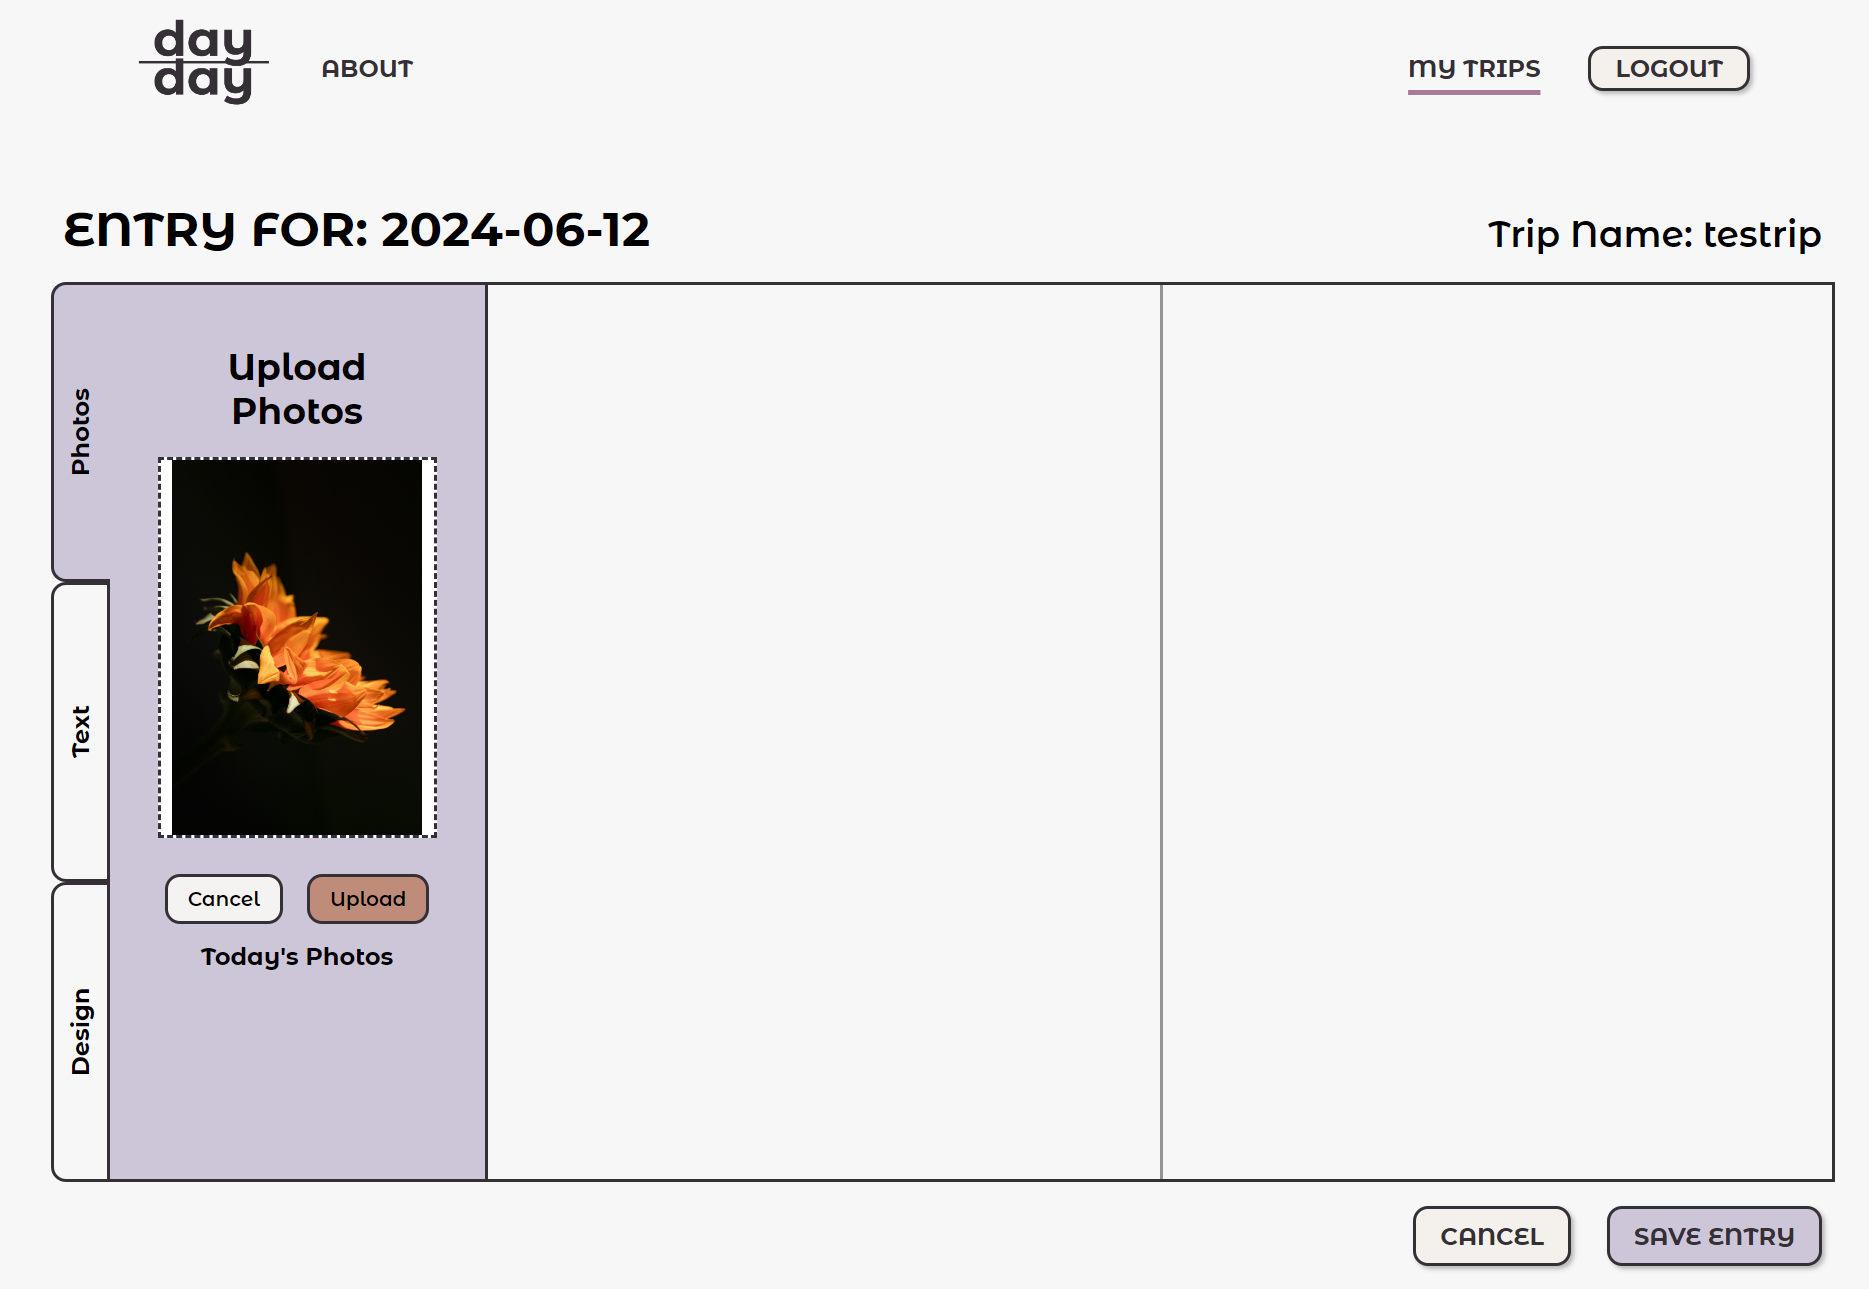 day
day
ABOUT
MY TRIPS
LOGOUT
ENTRY FOR: 2024-06-12
Trip Name: testrip
Photos
Text
Design
Upload
Photos
Cancel
Upload
Today's Photos
CANCEL
SAVE ENTRY